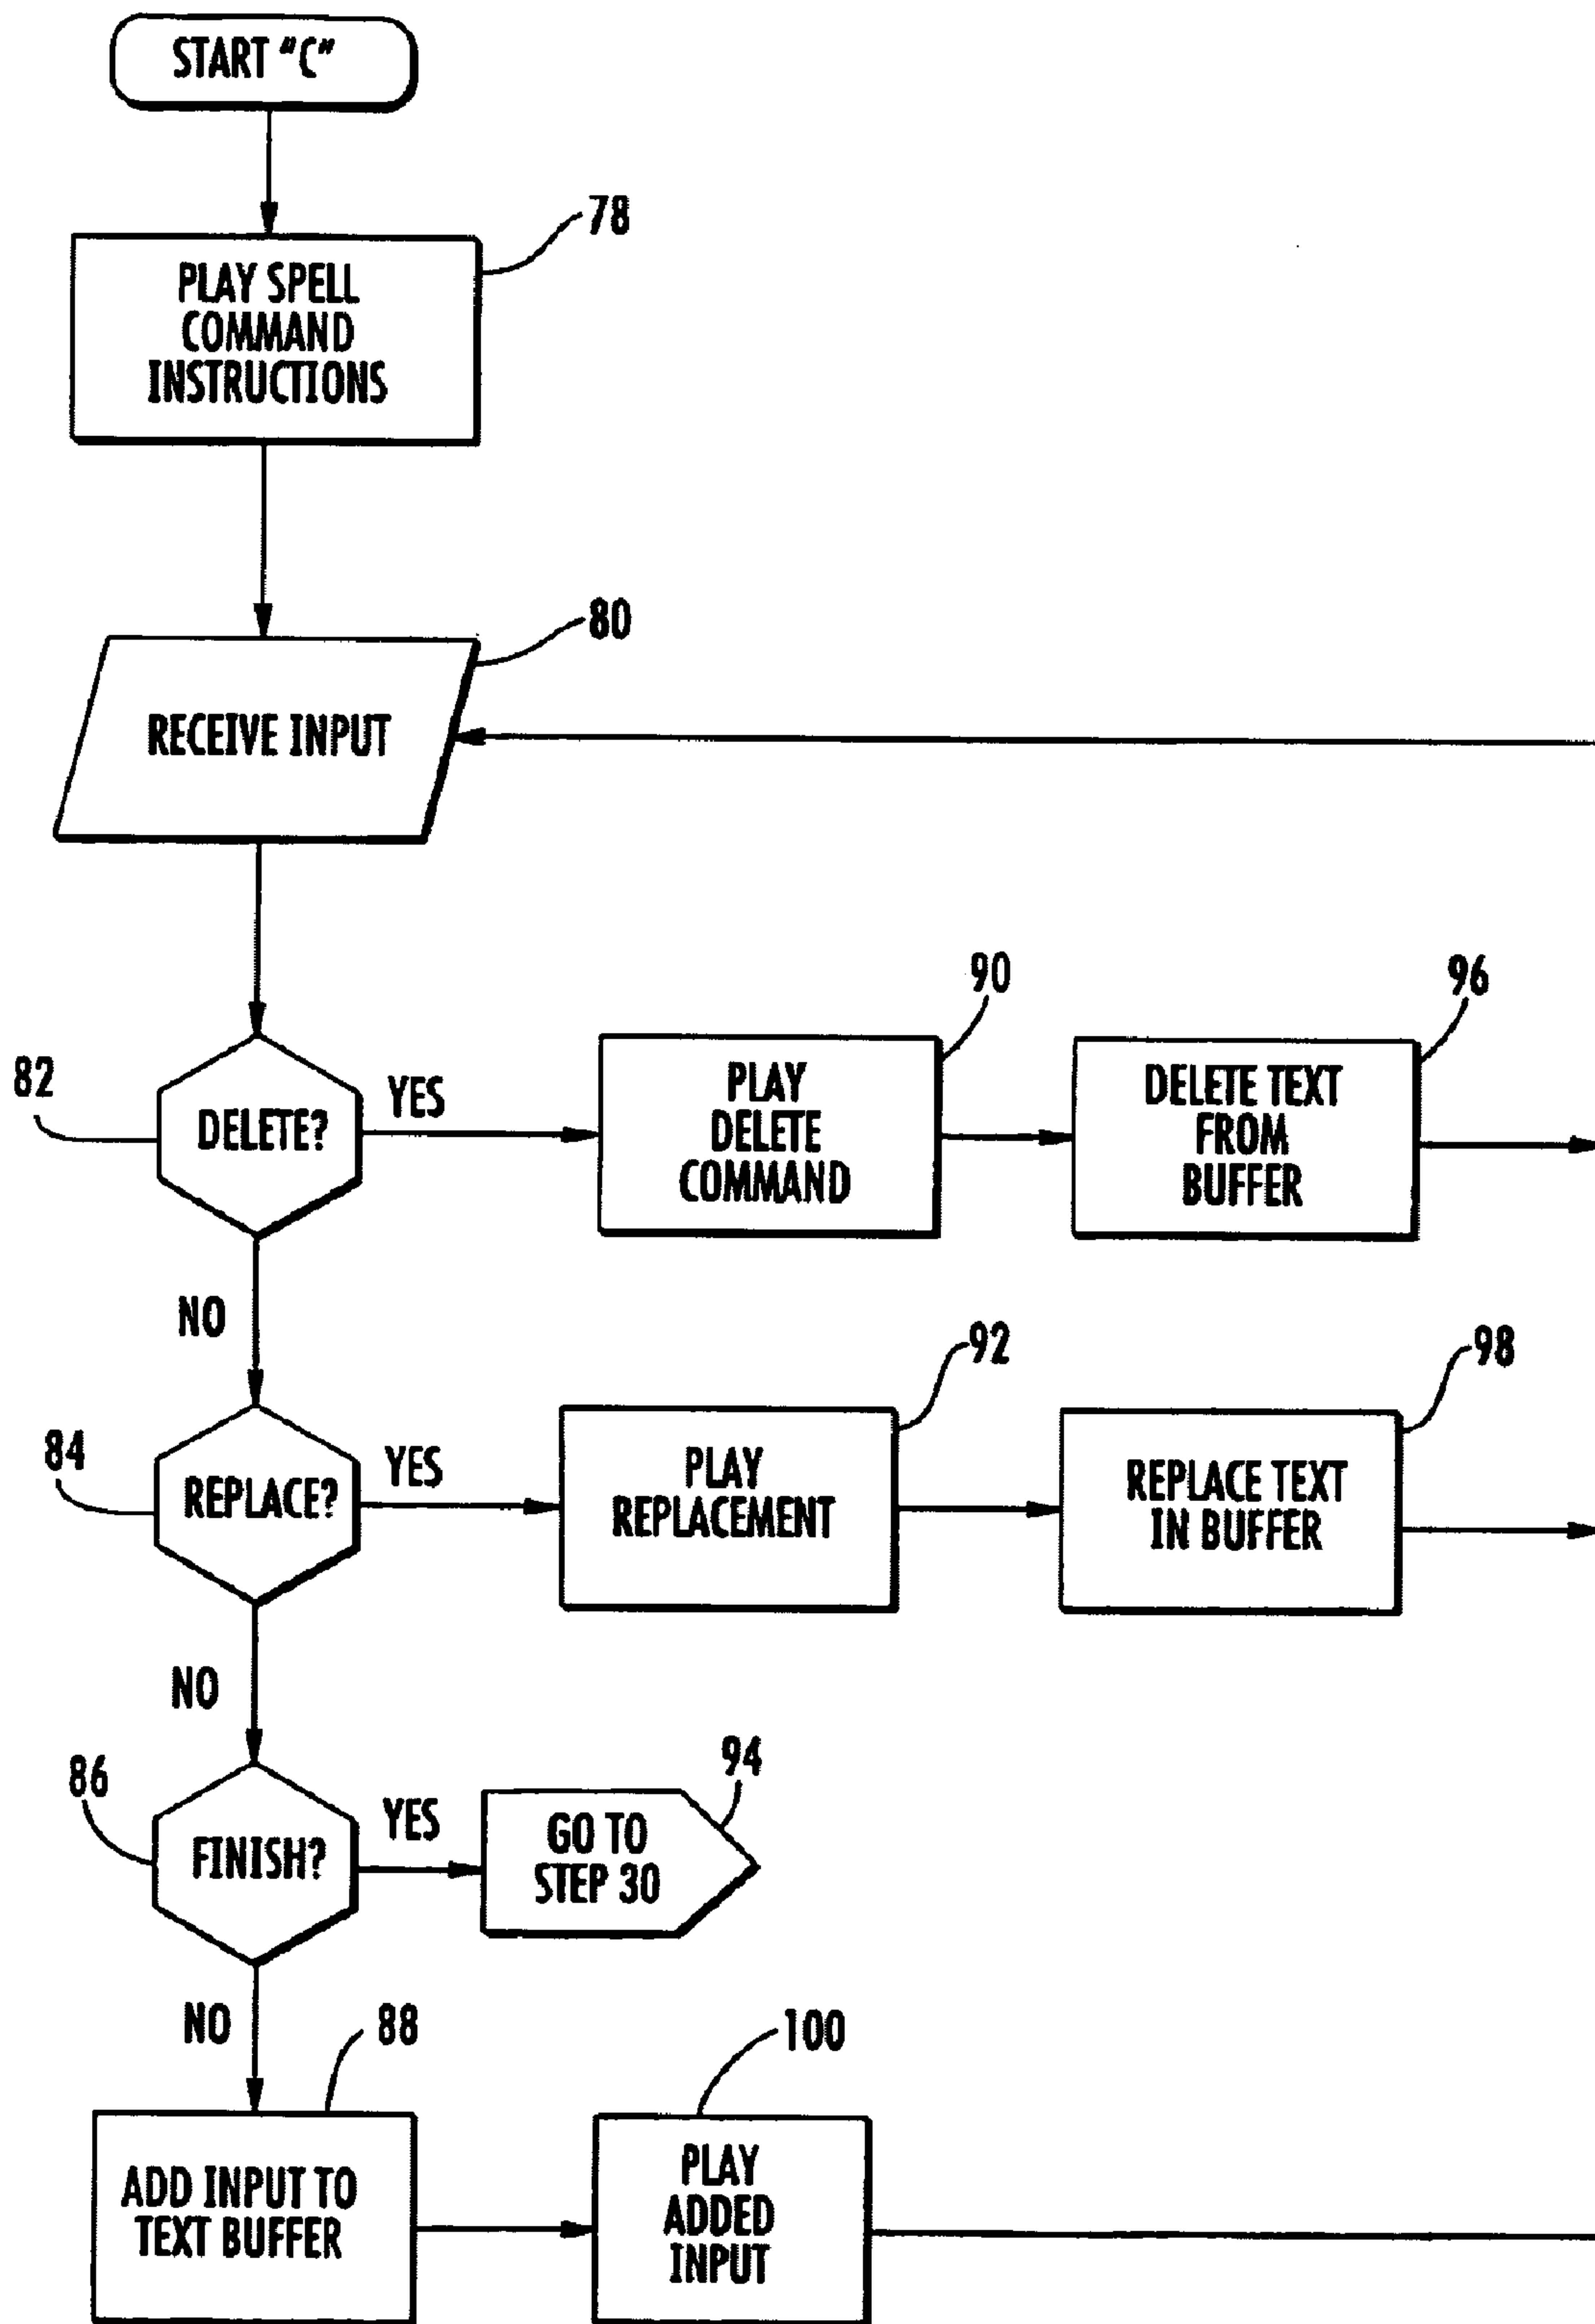 START "C"
78
PLAY SPELL
COMMAND
INSTRUCTIONS
80
RECEIVE INPUT
82
DELETE?
YES
90
PLAY
DELETE
COMMAND
96
DELETE TEXT
FROM
BUFFER
NO
84
REPLACE?
YES
92
PLAY
REPLACEMENT
98
REPLACE TEXT
IN BUFFER
NO
86
FINISH?
YES
94
GO TO
STEP 30
NO
88
ADD INPUT TO
TEXT BUFFER
100
PLAY
ADDED
INPUT